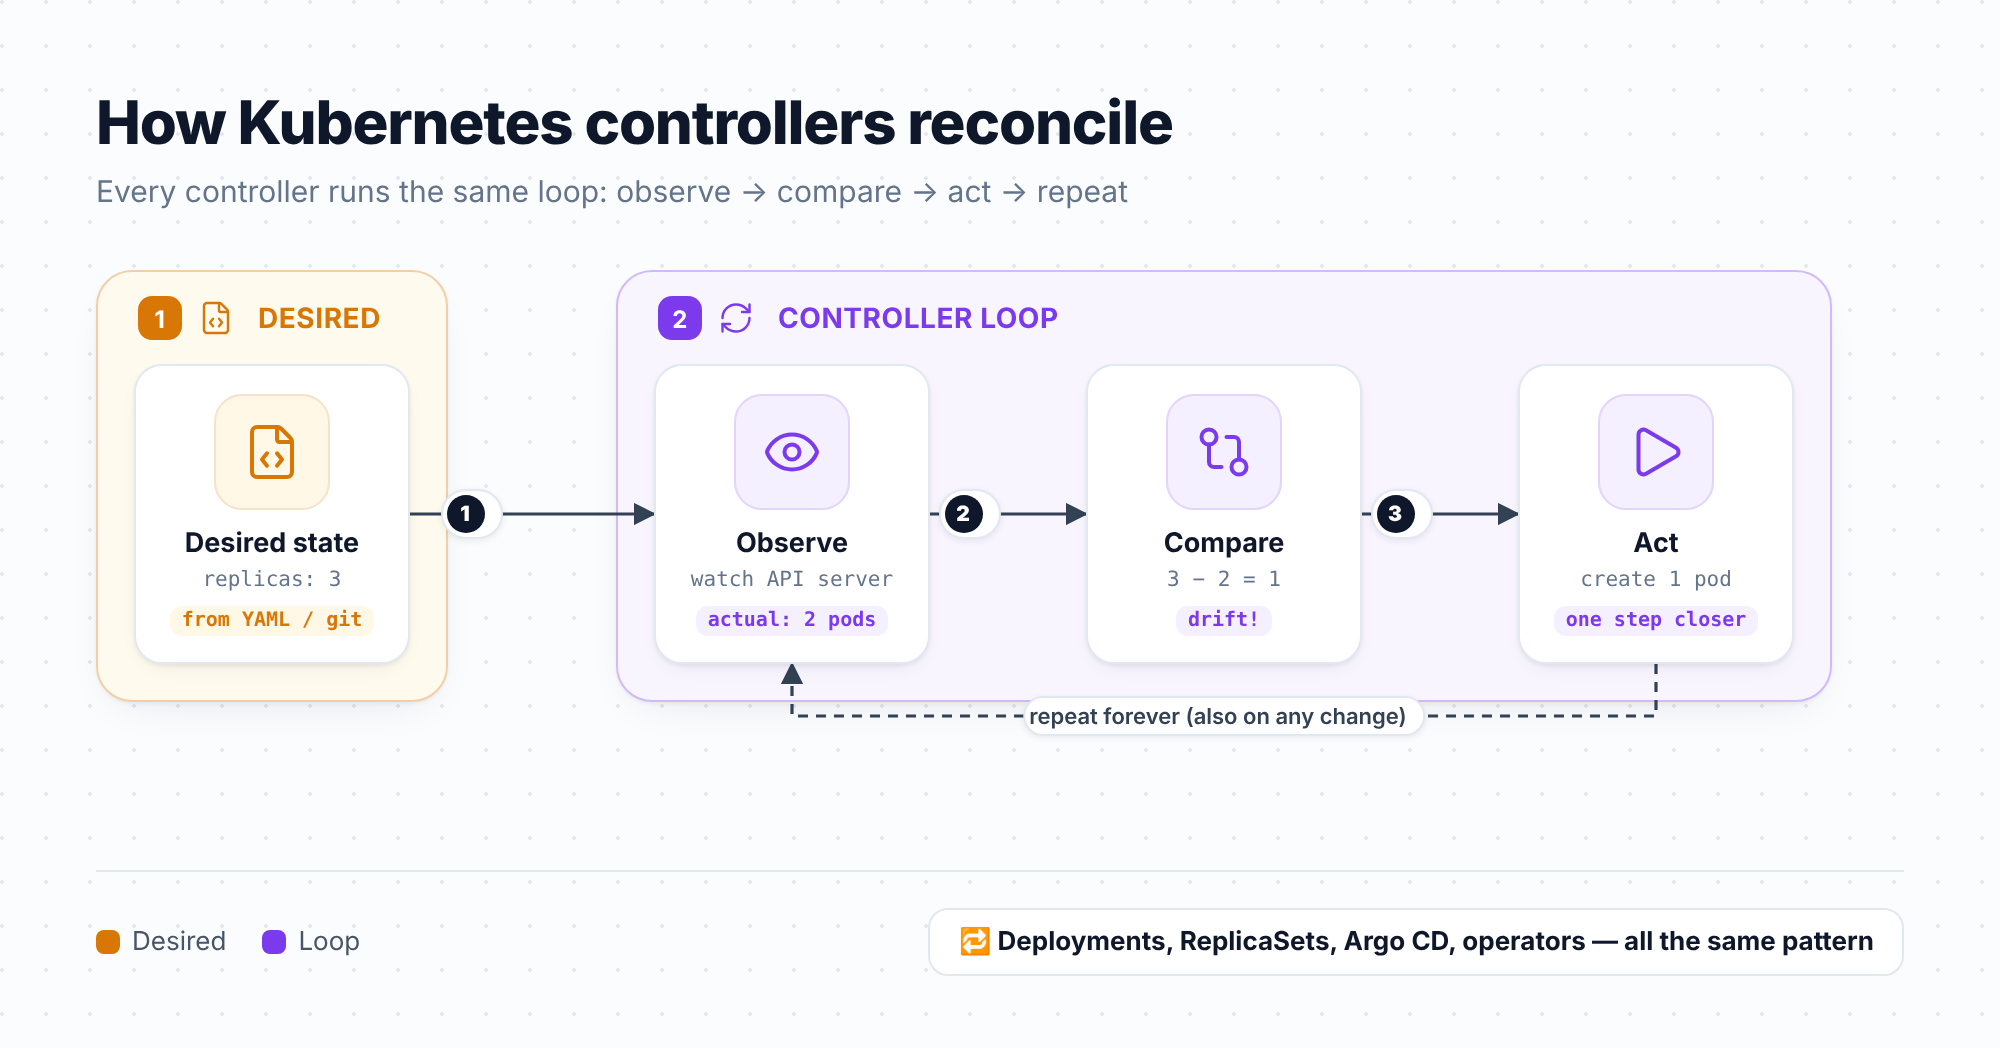 How Kubernetes controllers reconcile
Every controller runs the same loop: observe → compare → act → repeat
1 DESIRED
Desired state
replicas: 3
from YAML / git
1
2 CONTROLLER LOOP
Observe
watch API server
actual: 2 pods
2
Compare
3 − 2 = 1
drift!
3
Act
create 1 pod
one step closer
repeat forever (also on any change)
Desired
Loop
🔁 Deployments, ReplicaSets, Argo CD, operators — all the same pattern